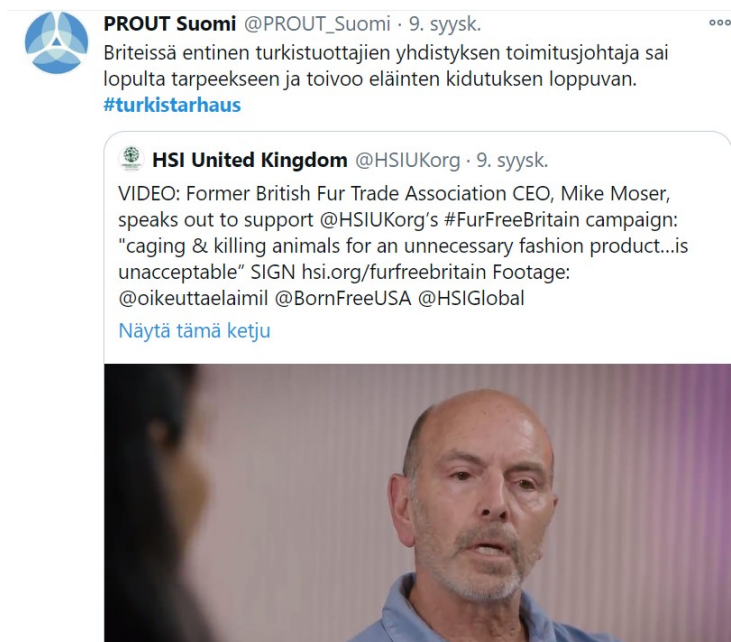 PROUT Suomi @PROUT_Suomi · 9. syysk.
Briteissä entinen turkistuottajien yhdistyksen toimitusjohtaja sai
lopulta tarpeekseen ja toivoo eläinten kidutuksen loppuvan.
#turkistarhaus
HSI United Kingdom @HSIUKorg · 9. syysk.
VIDEO: Former British Fur Trade Association CEO, Mike Moser,
speaks out to support @HSIUKorg’s #FurFreeBritain campaign:
"caging & killing animals for an unnecessary fashion product...is
unacceptable” SIGN hsi.org/furfreebritain Footage:
@oikeuttaelaimil @BornFreeUSA @HSIGlobal
Näytä tämä ketju